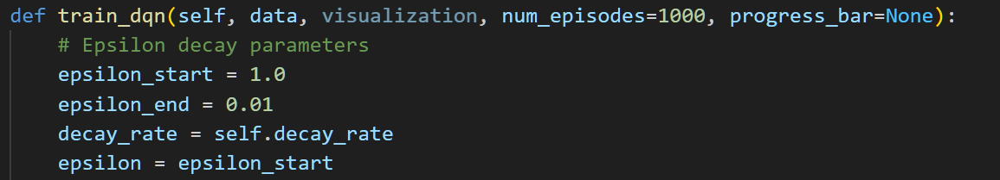 def train_dqn(self, data, visualization, num_episodes=1000, progress_bar=None):
    # Epsilon decay parameters
    epsilon_start = 1.0
    epsilon_end = 0.01
    decay_rate = self.decay_rate
    epsilon = epsilon_start